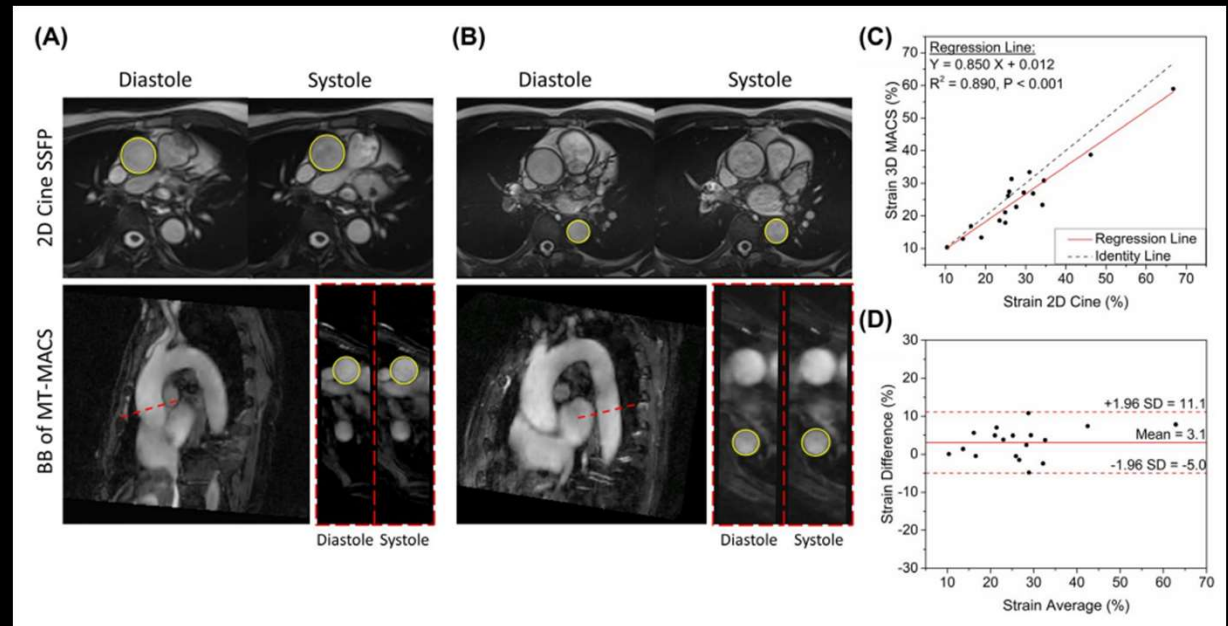 (A)
Diastole
Systole
2D Cine SSFP
BB of MT-MACS
Diastole Systole
(B)
Diastole
Systole
Diastole
Systole
(C)
Regression Line:
Y = 0.850 X + 0.012
R² = 0.890, P < 0.001
Strain 3D MACS (%)
70
60
50
40
30
20
10
Regression Line
Identity Line
10 20 30 40 50 60 70
Strain 2D Cine (%)
(D)
Strain Difference (%)
30
20
10
0
-10
-20
-30
+1.96 SD = 11.1
Mean = 3.1
-1.96 SD = -5.0
10 20 30 40 50 60 70
Strain Average (%)